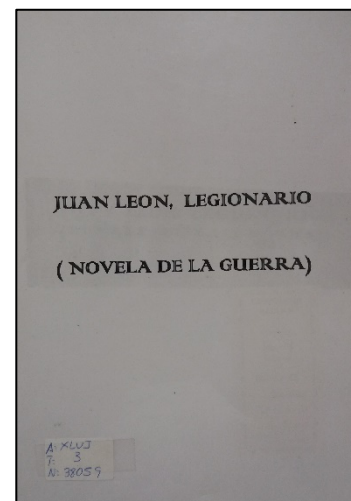 JUAN LEON, LEGIONARIO
( NOVELA DE LA GUERRA)
A: XLVI
T: 3
N: 38059